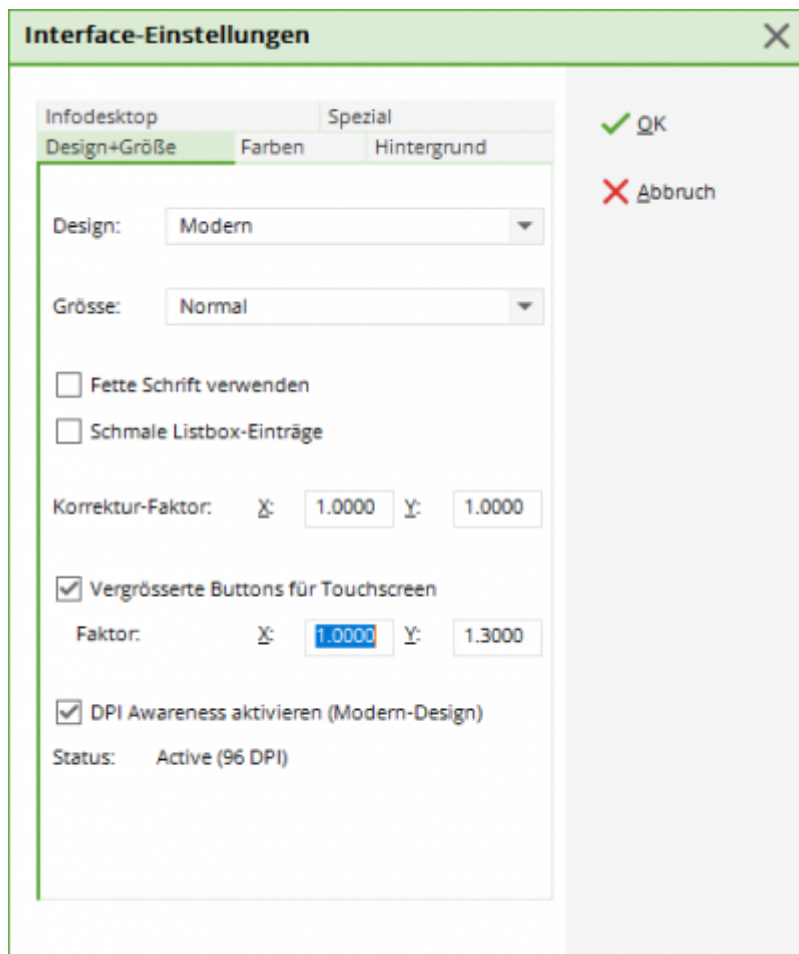 Interface-Einstellungen
Infodesktop Spezial
Design+Größe Farben Hintergrund
OK
Abbruch
Design: Modern
Grösse: Normal
Fette Schrift verwenden
Schmale Listbox-Einträge
Korrektur-Faktor: X: 1.0000 Y: 1.0000
Vergrösserte Buttons für Touchscreen
Faktor: X: 1.0000 Y: 1.3000
DPI Awareness aktivieren (Modern-Design)
Status: Active (96 DPI)